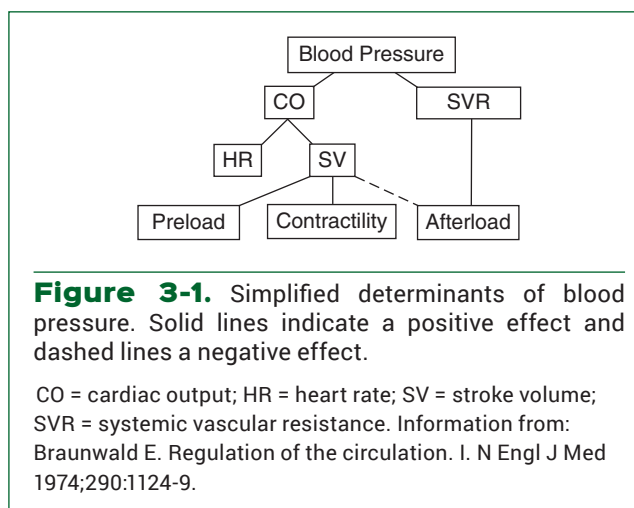 Blood Pressure
CO
SVR
HR
SV
Preload
Contractility
Afterload
Figure 3-1. Simplified determinants of blood
pressure. Solid lines indicate a positive effect and
dashed lines a negative effect.
CO = cardiac output; HR = heart rate; SV = stroke volume;
SVR = systemic vascular resistance. Information from:
Braunwald E. Regulation of the circulation. I. N Engl J Med
1974;290:1124-9.